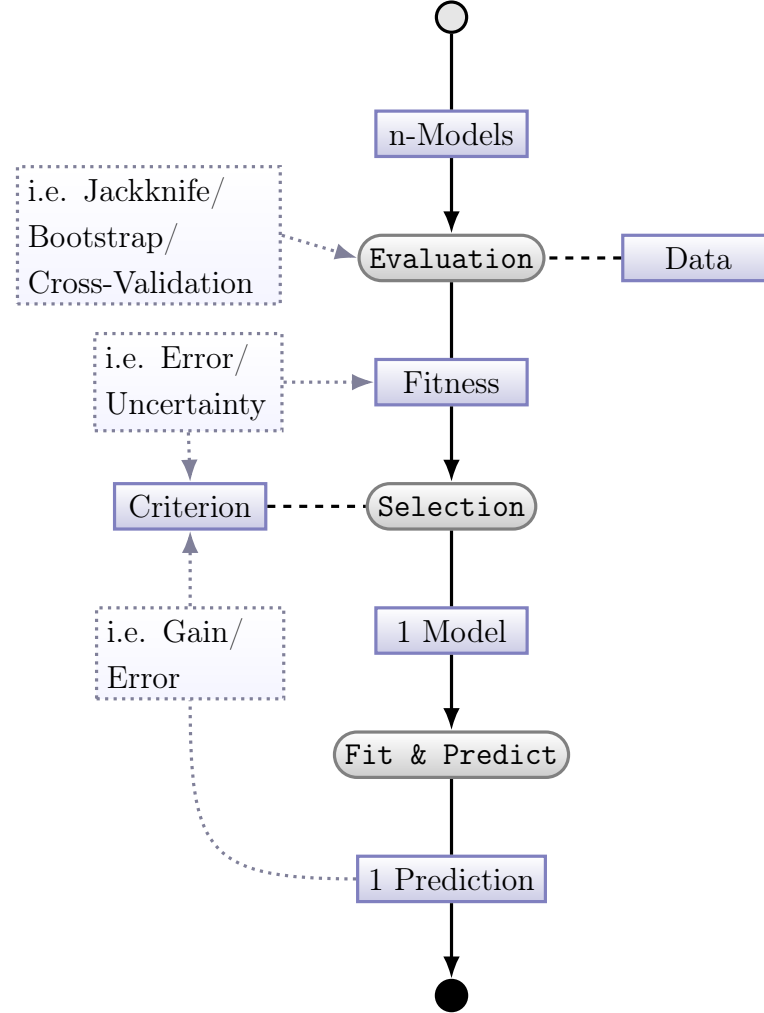 n-Models
i.e. Jackknife/
Bootstrap/
Cross-Validation
Evaluation
Data
i.e. Error/
Uncertainty
Fitness
Criterion
Selection
i.e. Gain/
Error
1 Model
Fit & Predict
1 Prediction